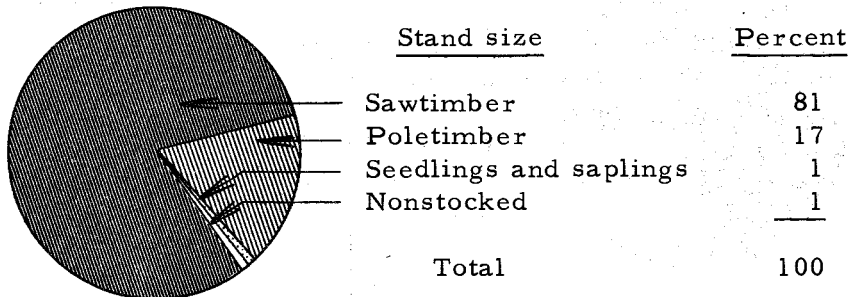 Stand size Percent
Sawtimber 81
Poletimber 17
Seedlings and saplings 1
Nonstocked 1
Total 100